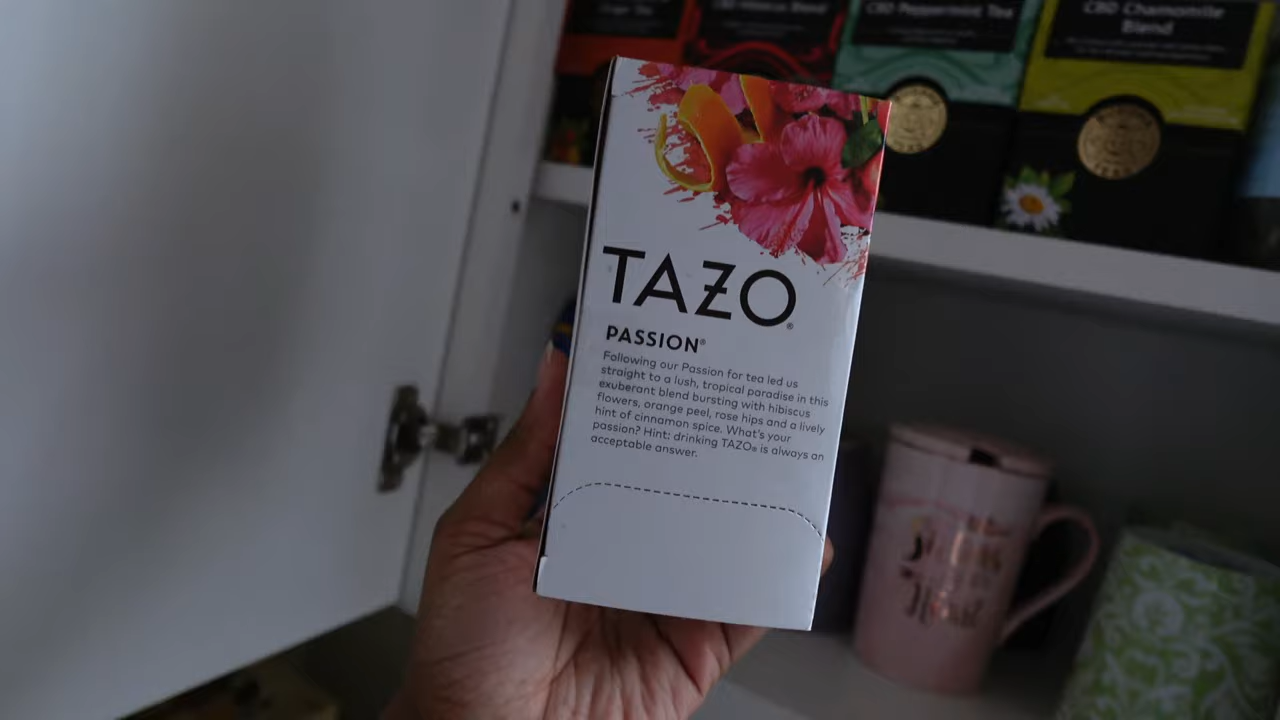 CBD Peppermint Tea
CBD Chamomile
Blend
TAZO®
PASSION®
Following our Passion for tea led us
straight to a lush, tropical paradise in this
exuberant blend bursting with hibiscus
flowers, orange peel, rose hips and a lively
hint of cinnamon spice. What's your
passion? Hint: drinking TAZO® is always an
acceptable answer.